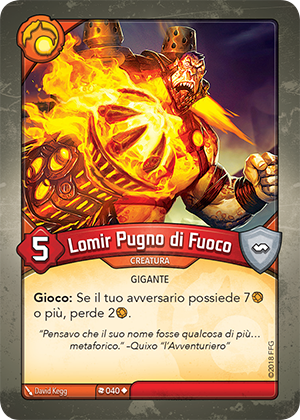 5
Lomir Pugno di Fuoco
CREATURA
GIGANTE
Gioco: Se il tuo avversario possiede 7
o più, perde 2.
“Pensavo che il suo nome fosse qualcosa di più…
metaforico.” –Quixo “l’Avventuriero”
David Kegg
040
©2018 FFG